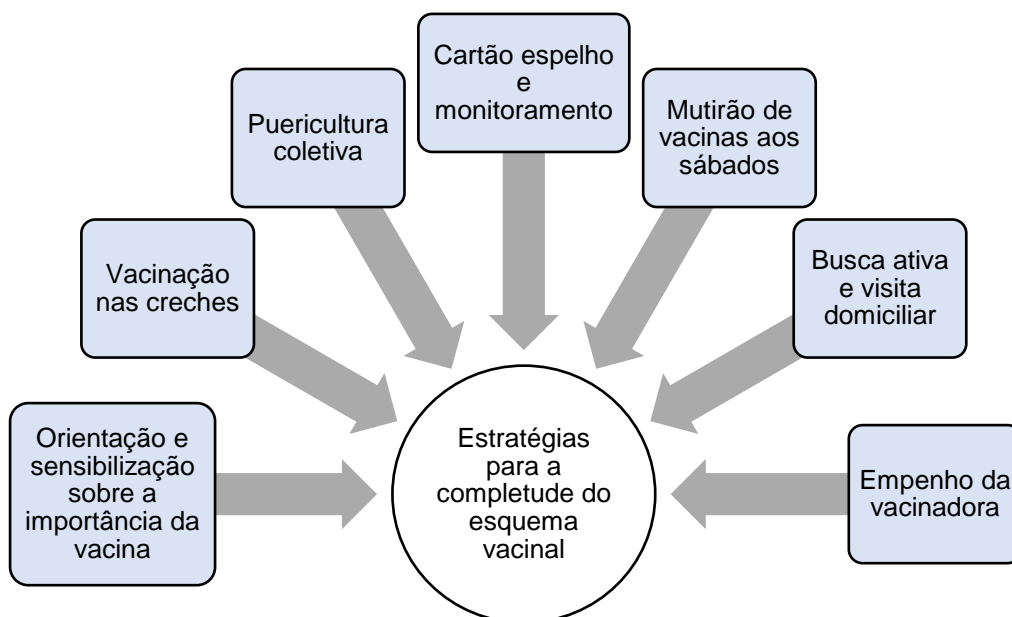 Cartão espelho
e
monitoramento
Puericultura
coletiva
Mutirão de
vacinas aos
sábados
Vacinação
nas creches
Busca ativa
e visita
domiciliar
Orientação e
sensibilização
sobre a
importância da
vacina
Estratégias
para a
completude do
esquema
vacinal
Empenho da
vacinadora